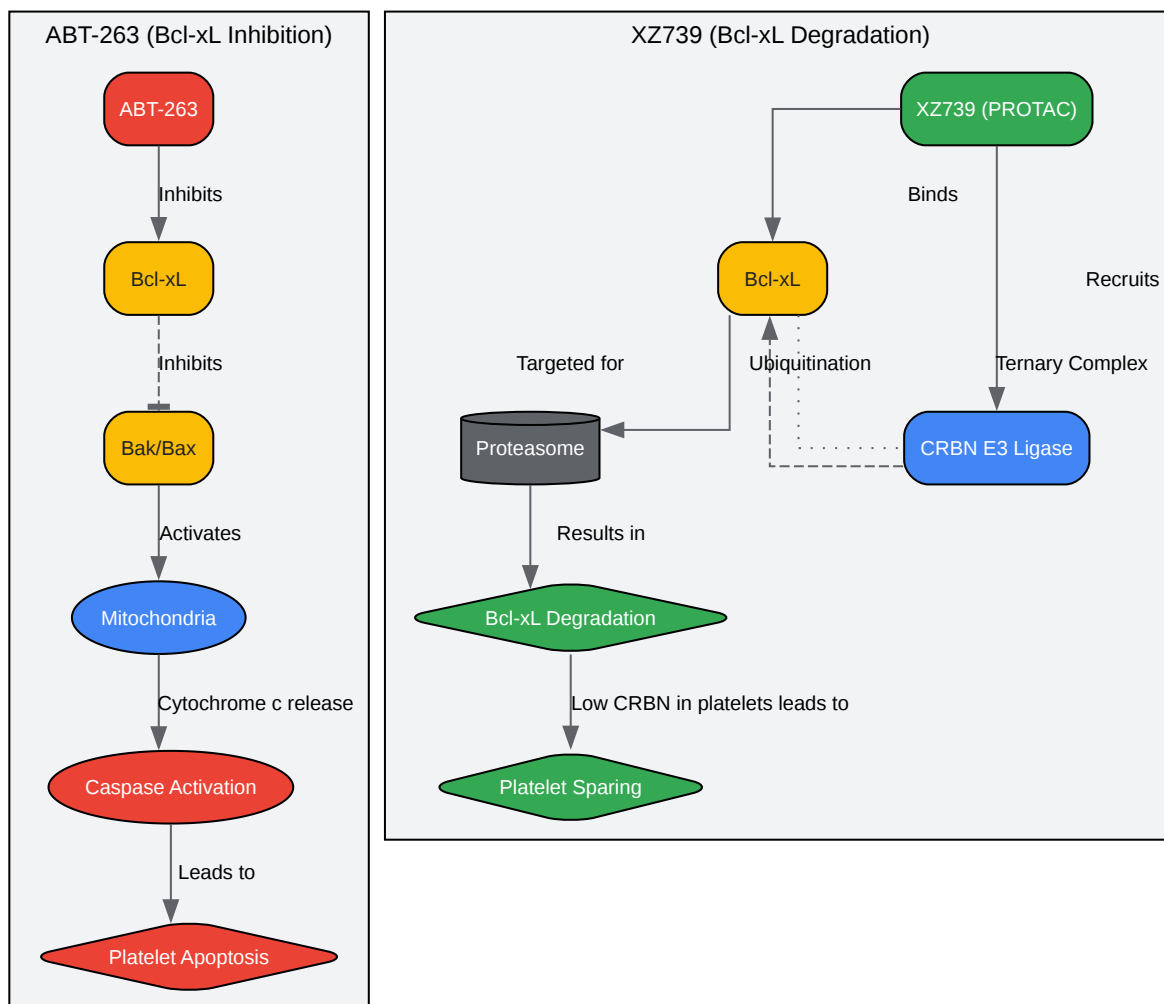 ABT-263 (Bcl-xL Inhibition)
ABT-263
Inhibits
Bcl-xL
Inhibits
Bak/Bax
Activates
Mitochondria
Cytochrome c release
Caspase Activation
Leads to
Platelet Apoptosis
XZ739 (Bcl-xL Degradation)
XZ739 (PROTAC)
Binds
Bcl-xL
Recruits
Targeted for
Ubiquitination
Ternary Complex
Proteasome
CRBN E3 Ligase
Results in
Bcl-xL Degradation
Low CRBN in platelets leads to
Platelet Sparing